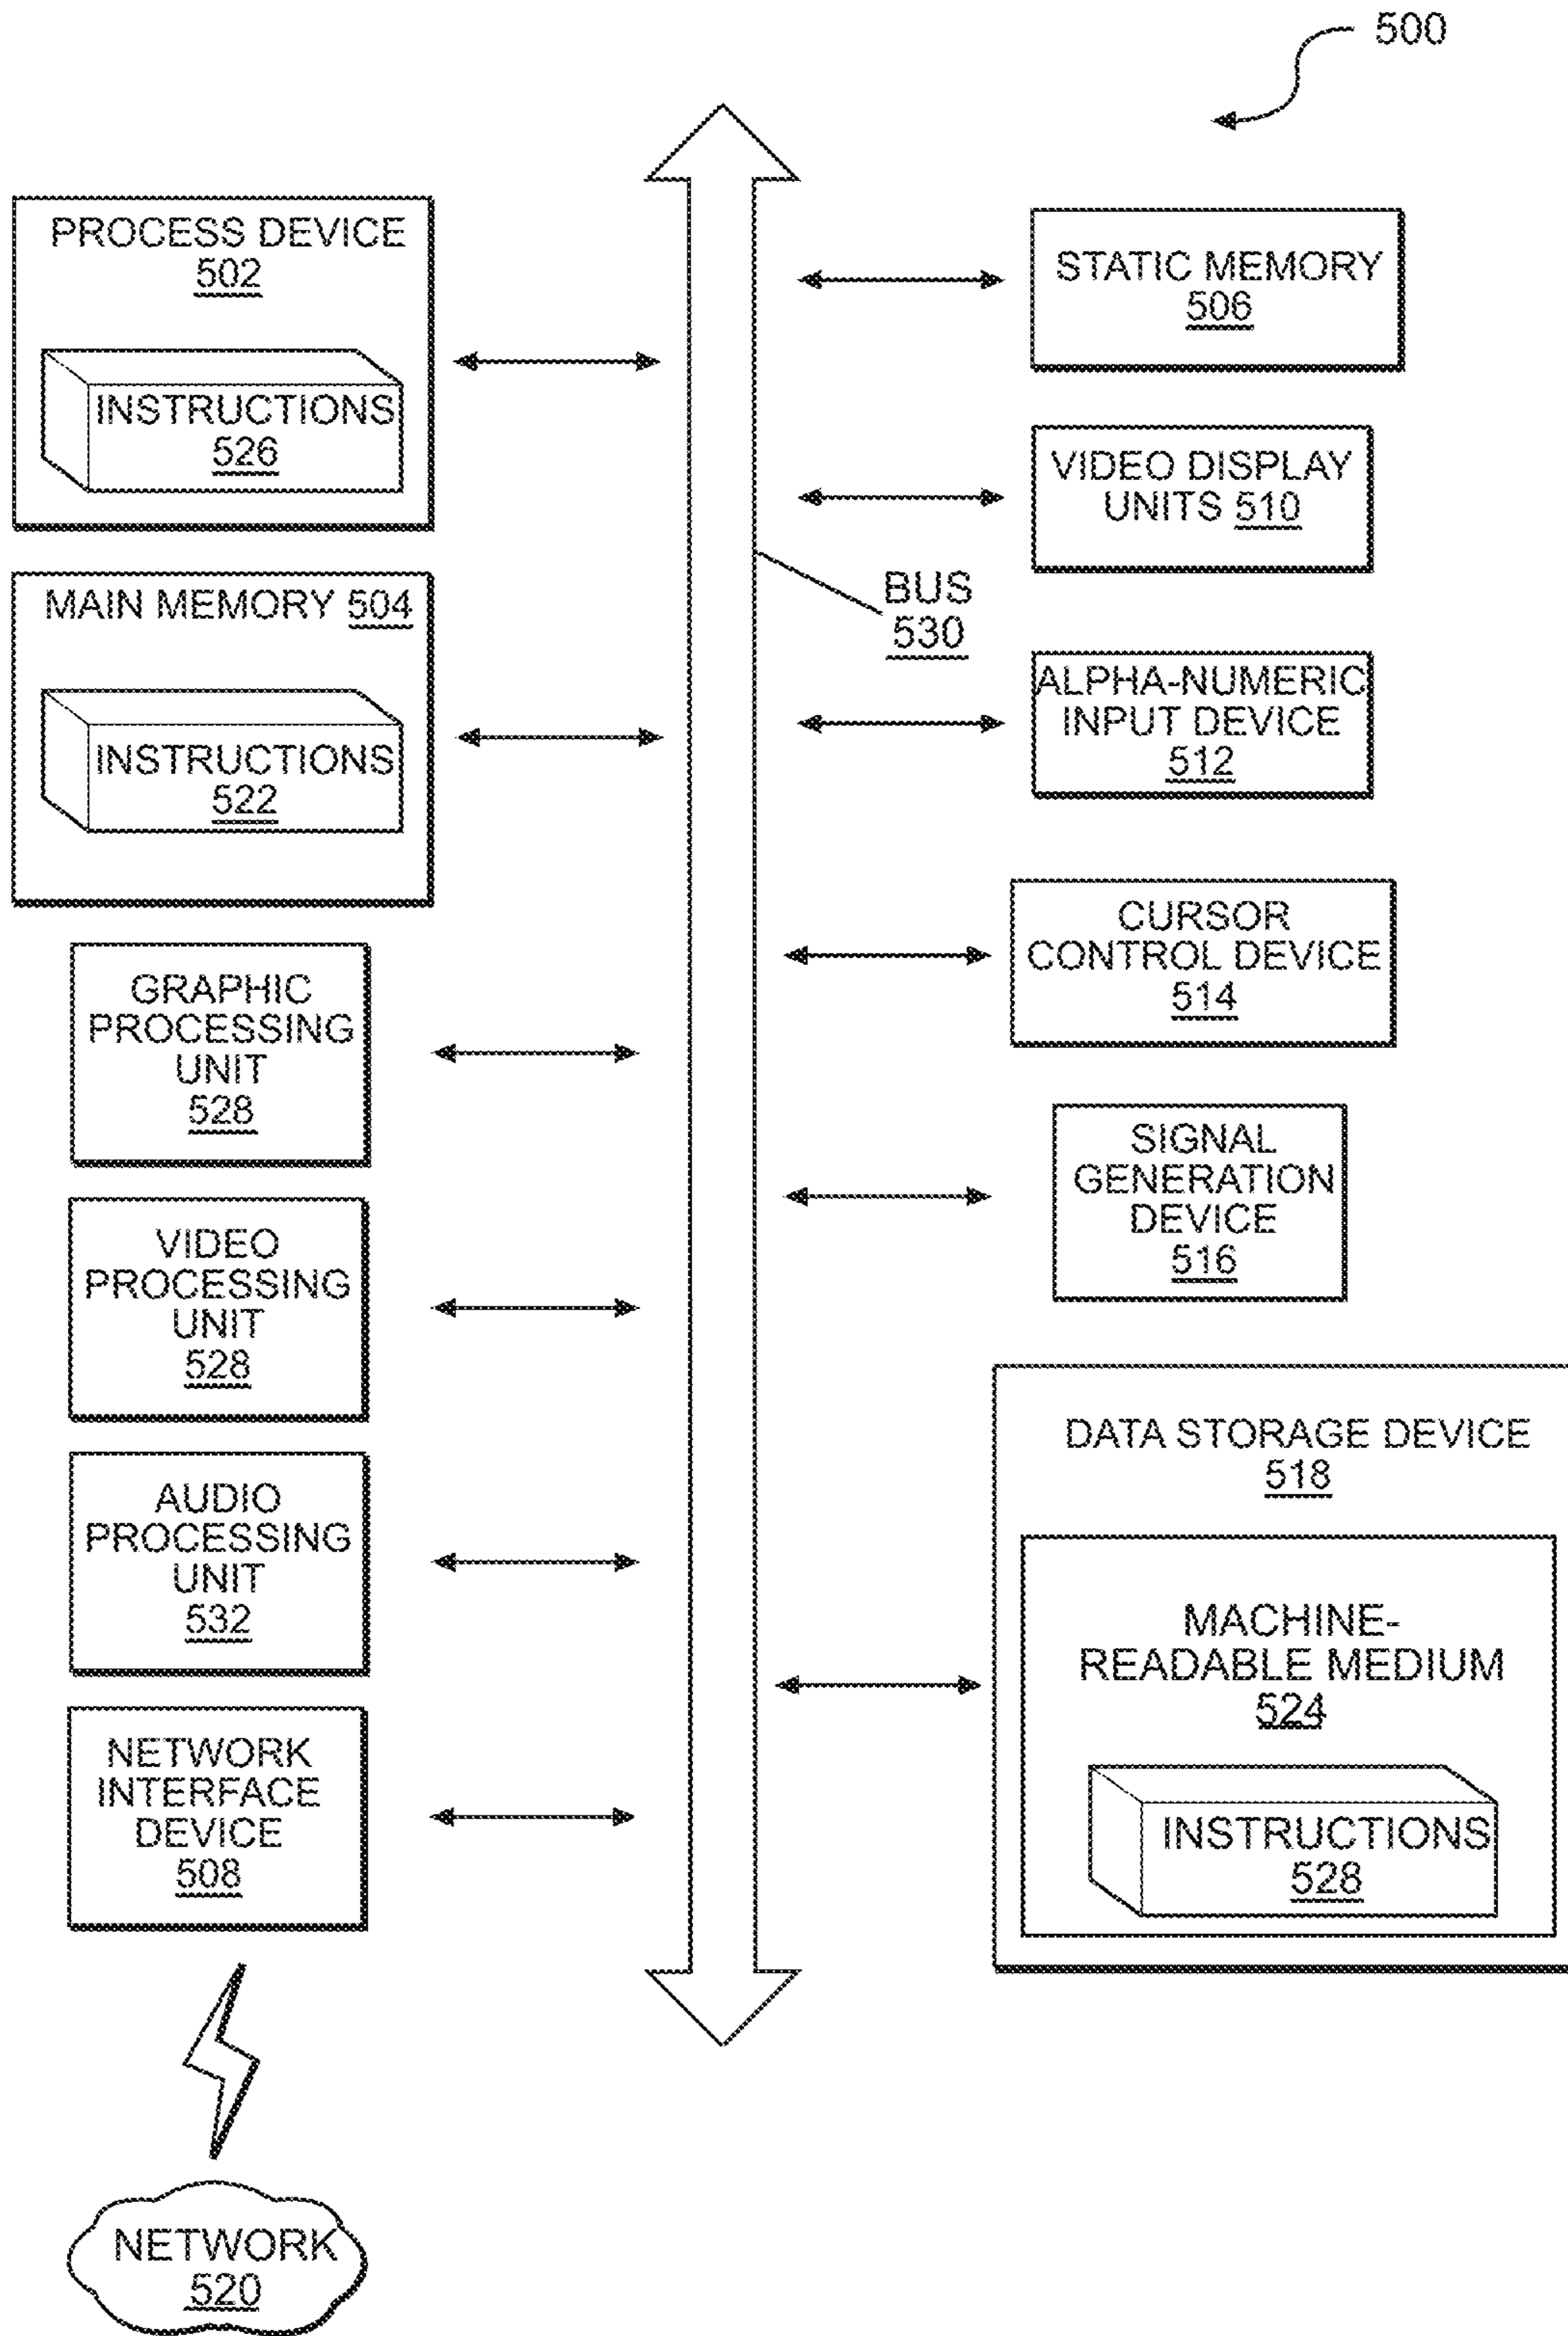 500
PROCESS DEVICE
502
INSTRUCTIONS
526
MAIN MEMORY 504
INSTRUCTIONS
522
GRAPHIC
PROCESSING
UNIT
528
VIDEO
PROCESSING
UNIT
528
AUDIO
PROCESSING
UNIT
532
NETWORK
INTERFACE
DEVICE
508
NETWORK
520
BUS
530
STATIC MEMORY
506
VIDEO DISPLAY
UNITS 510
ALPHA-NUMERIC
INPUT DEVICE
512
CURSOR
CONTROL DEVICE
514
SIGNAL
GENERATION
DEVICE
516
DATA STORAGE DEVICE
518
MACHINE-
READABLE MEDIUM
524
INSTRUCTIONS
528